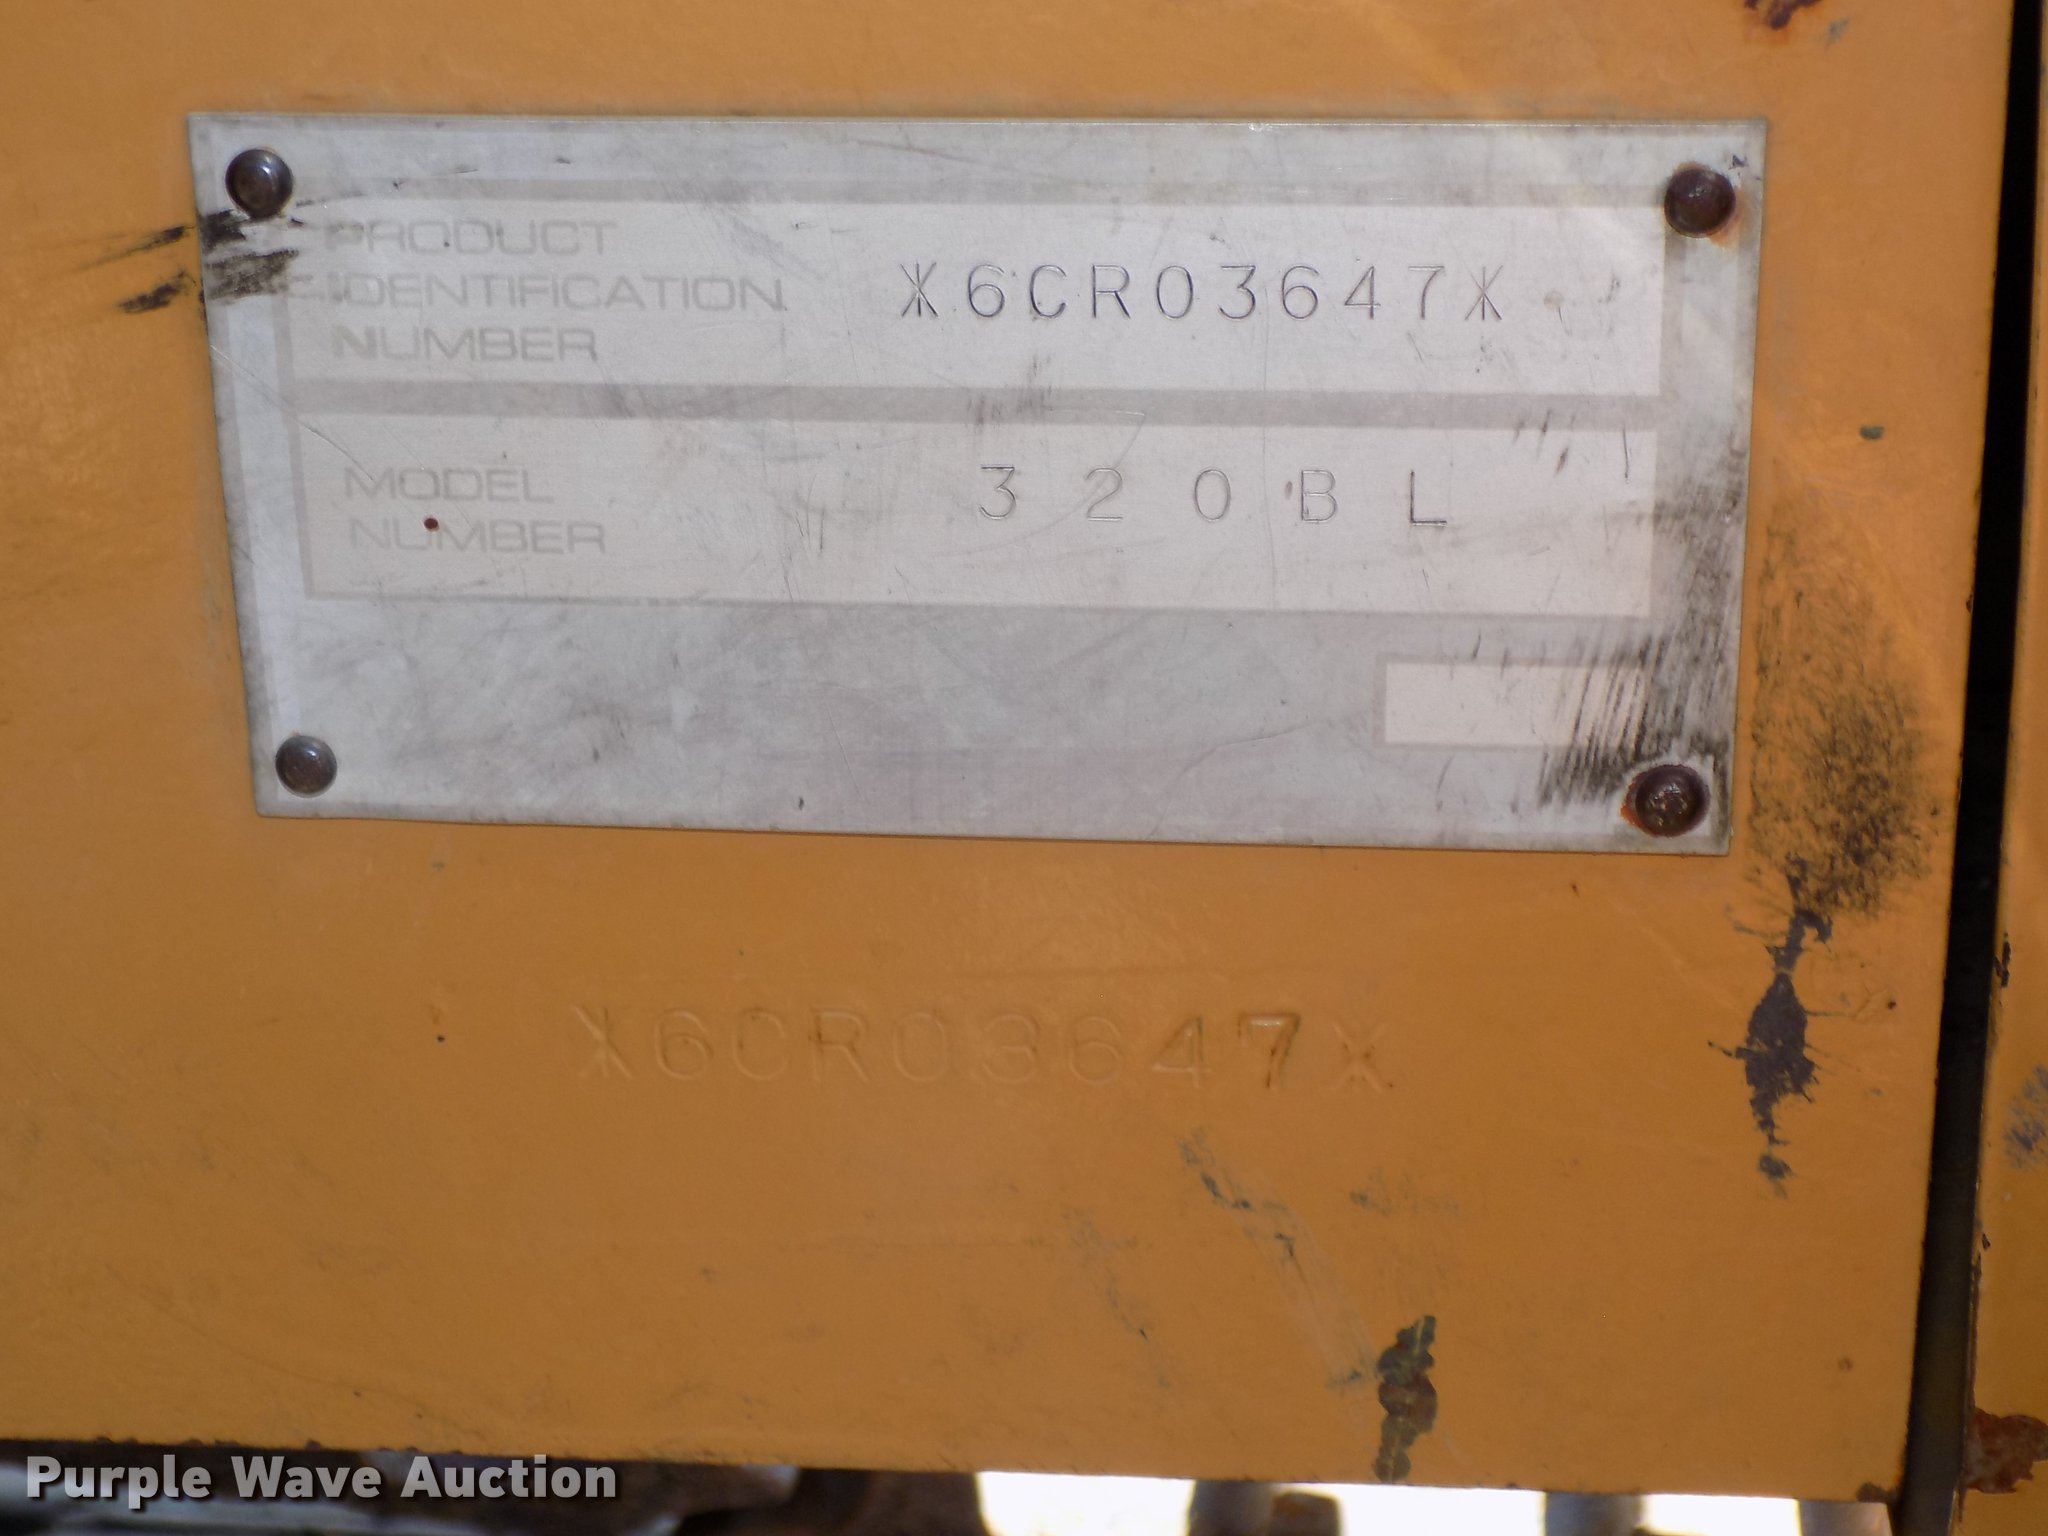 PRODUCT
IDENTIFICATION
NUMBER
*6CR03647*
MODEL
NUMBER
320BL
*6CR03647*
Purple Wave Auction